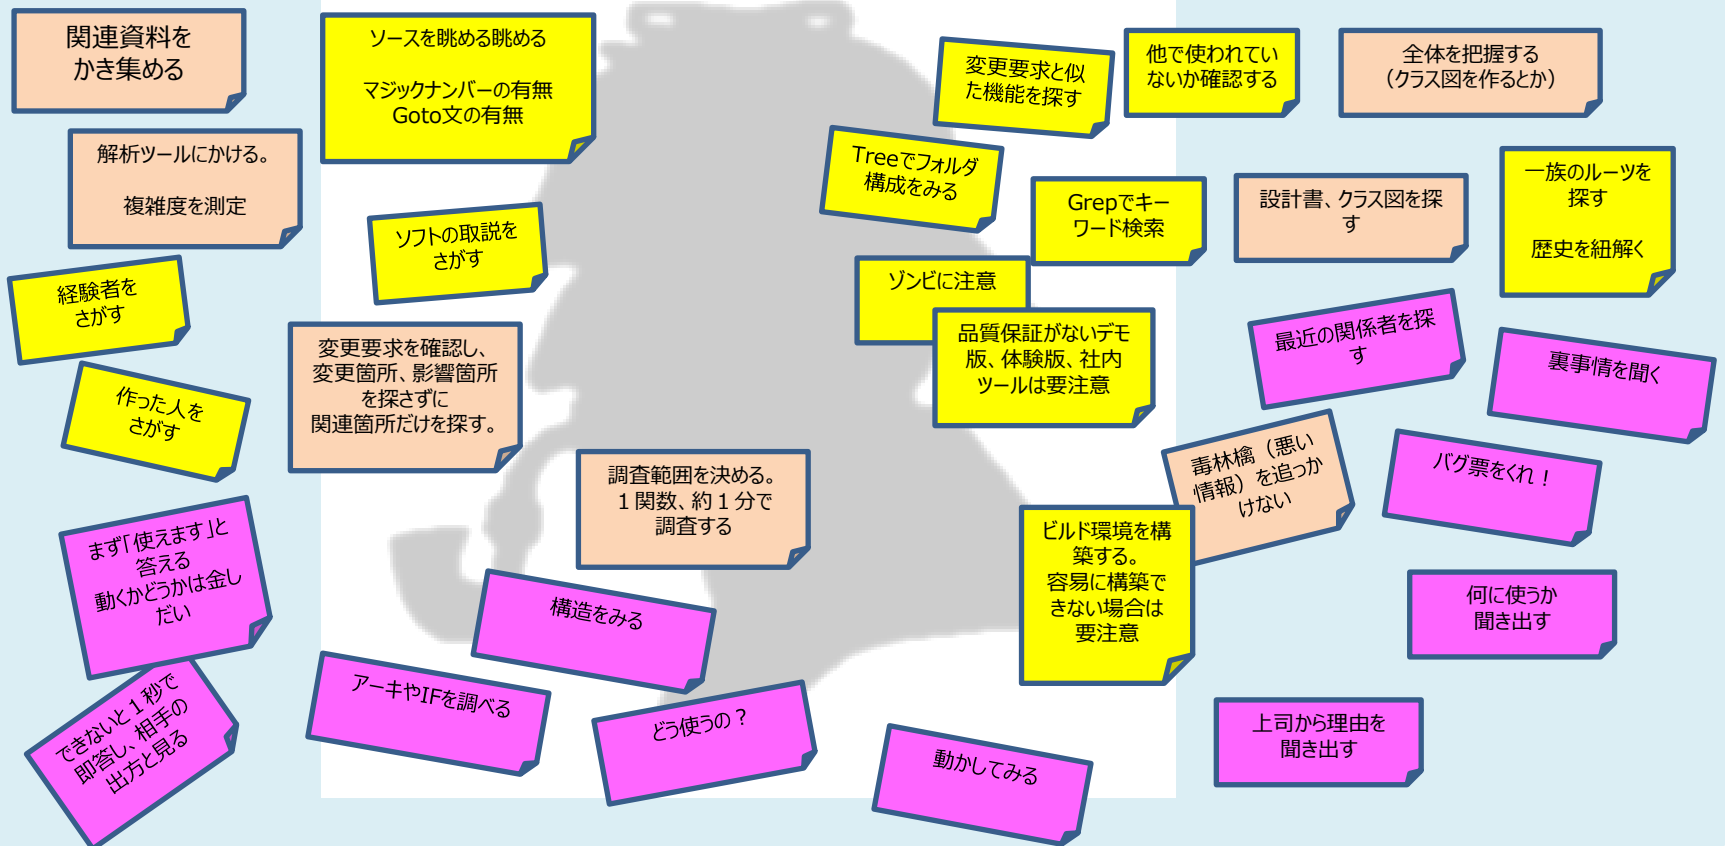 関連資料を
かき集める
ソースを眺める眺める
マジックナンバーの有無
Goto文の有無
変更要求と似
た機能を探す
他で使われてい
ないか確認する
全体を把握する
（クラス図を作るとか）
解析ツールにかける。
複雑度を測定
Treeでフォルダ
構成をみる
Grepでキー
ワード検索
設計書、クラス図を探
す
一族のルーツを
探す
歴史を紐解く
ソフトの取説を
さがす
経験者を
さがす
ゾンビに注意
品質保証がないデモ
版、体験版、社内
ツールは要注意
最近の関係者を探
す
裏事情を聞く
変更要求を確認し、
変更箇所、影響箇所
を探さずに
関連箇所だけを探す。
作った人を
さがす
調査範囲を決める。
１関数、約１分で
調査する
毒林檎（悪い
情報）を追っか
けない
バグ票をくれ！
まず「使えます」と
答える
動くかどうかは金し
だい
ビルド環境を構
築する。
容易に構築で
きない場合は
要注意
構造をみる
何に使うか
聞き出す
できないと１秒で
即答し、相手の
出方と見る
アーキやIFを調べる
どう使うの？
動かしてみる
上司から理由を
聞き出す